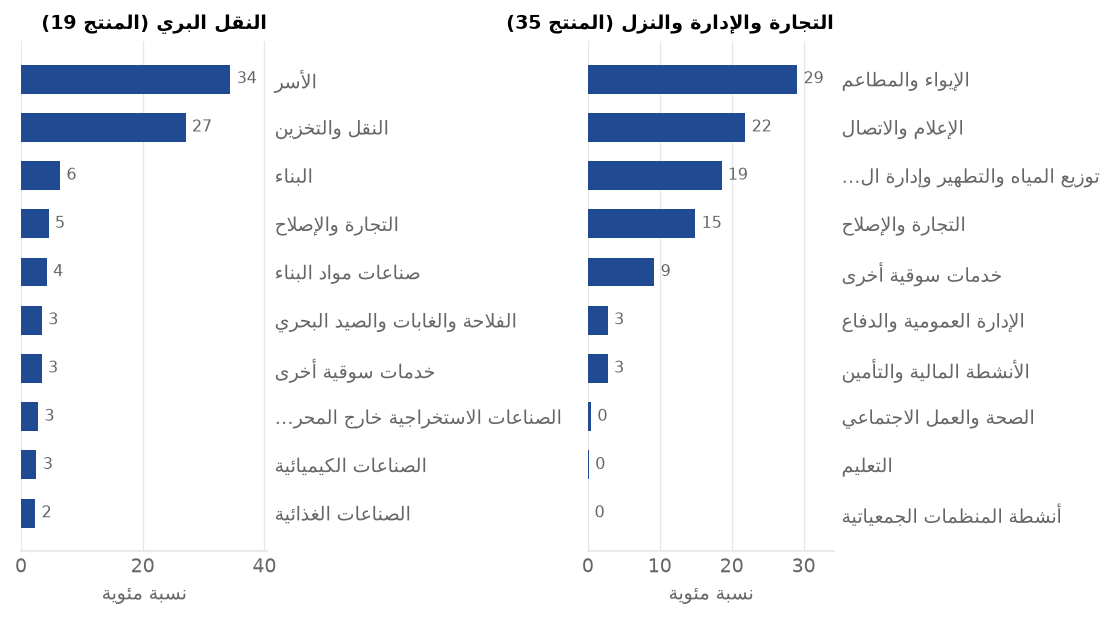 التجارة والإدارة والنزل (المنتج 35)
الإيواء والمطاعم 29
الإعلام والاتصال 22
توزيع المياه والتطهير وإدارة ال... 19
التجارة والإصلاح 15
خدمات سوقية أخرى 9
الإدارة العمومية والدفاع 3
الأنشطة المالية والتأمين 3
الصحة والعمل الاجتماعي 0
التعليم 0
أنشطة المنظمات الجمعياتية 0
0 10 20 30
نسبة مئوية
النقل البري (المنتج 19)
الأسر 34
النقل والتخزين 27
البناء 6
التجارة والإصلاح 5
صناعات مواد البناء 4
الفلاحة والغابات والصيد البحري 3
خدمات سوقية أخرى 3
الصناعات الاستخراجية خارج المحر... 3
الصناعات الكيميائية 3
الصناعات الغذائية 2
0 20 40
نسبة مئوية